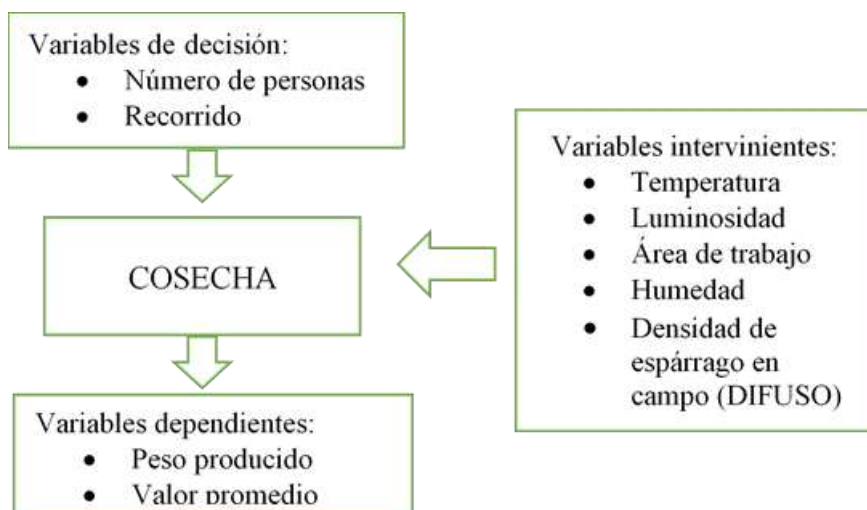 Variables de decisión:
• Número de personas
• Recorrido
COSECHA
Variables dependientes:
• Peso producido
• Valor promedio
Variables intervinientes:
• Temperatura
• Luminosidad
• Área de trabajo
• Humedad
• Densidad de
espárrago en
campo (DIFUSO)